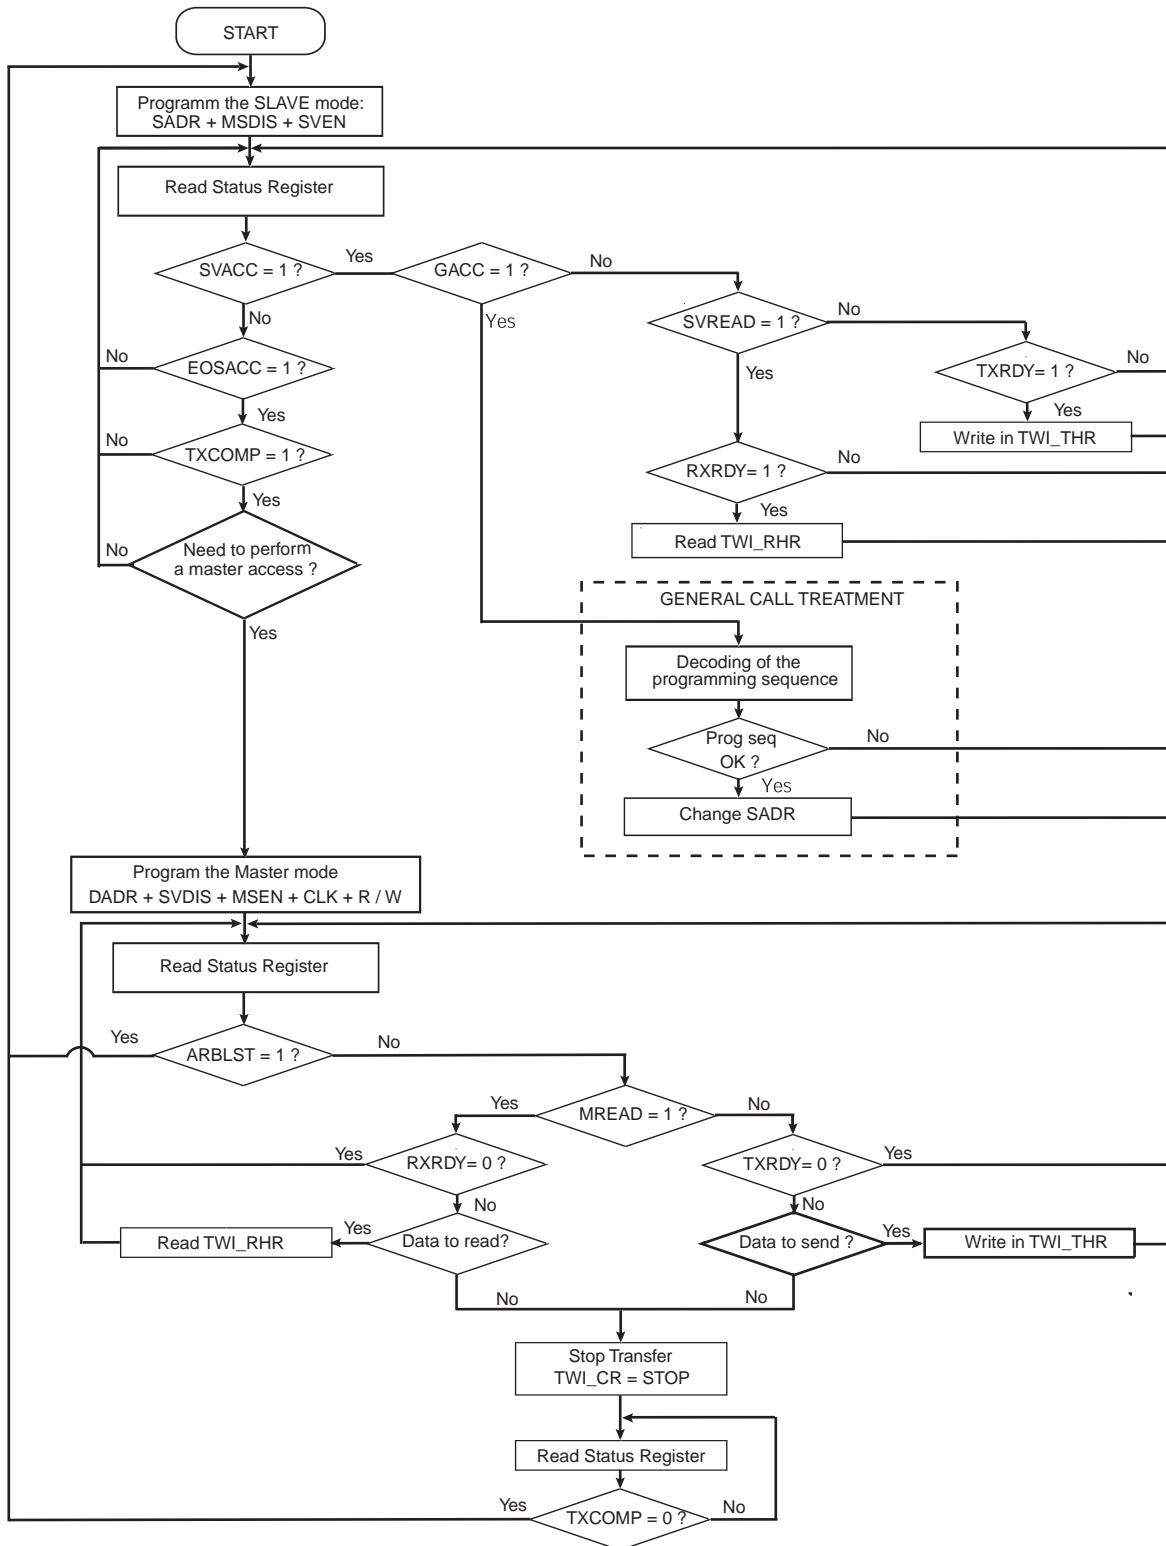 START
Programm the SLAVE mode:
SADR + MSDIS + SVEN
Read Status Register
SVACC = 1 ?
Yes
GACC = 1 ?
No
SVREAD = 1 ?
No
No
Yes
EOSACC = 1 ?
No
Yes
TXRDY= 1 ?
No
Yes
Yes
Write in TWI_THR
TXCOMP = 1 ?
No
RXRDY= 1 ?
No
Yes
Yes
Read TWI_RHR
Need to perform
a master access ?
No
Yes
GENERAL CALL TREATMENT
Decoding of the
programming sequence
Prog seq
OK ?
No
Yes
Change SADR
Program the Master mode
DADR + SVDIS + MSEN + CLK + R / W
Read Status Register
Yes
ARBLST = 1 ?
No
Yes
MREAD = 1 ?
No
Yes
RXRDY= 0 ?
TXRDY= 0 ?
Yes
No
No
Read TWI_RHR
Yes
Data to read?
Data to send ?
Yes
Write in TWI_THR
No
No
Stop Transfer
TWI_CR = STOP
Read Status Register
Yes
TXCOMP = 0 ?
No